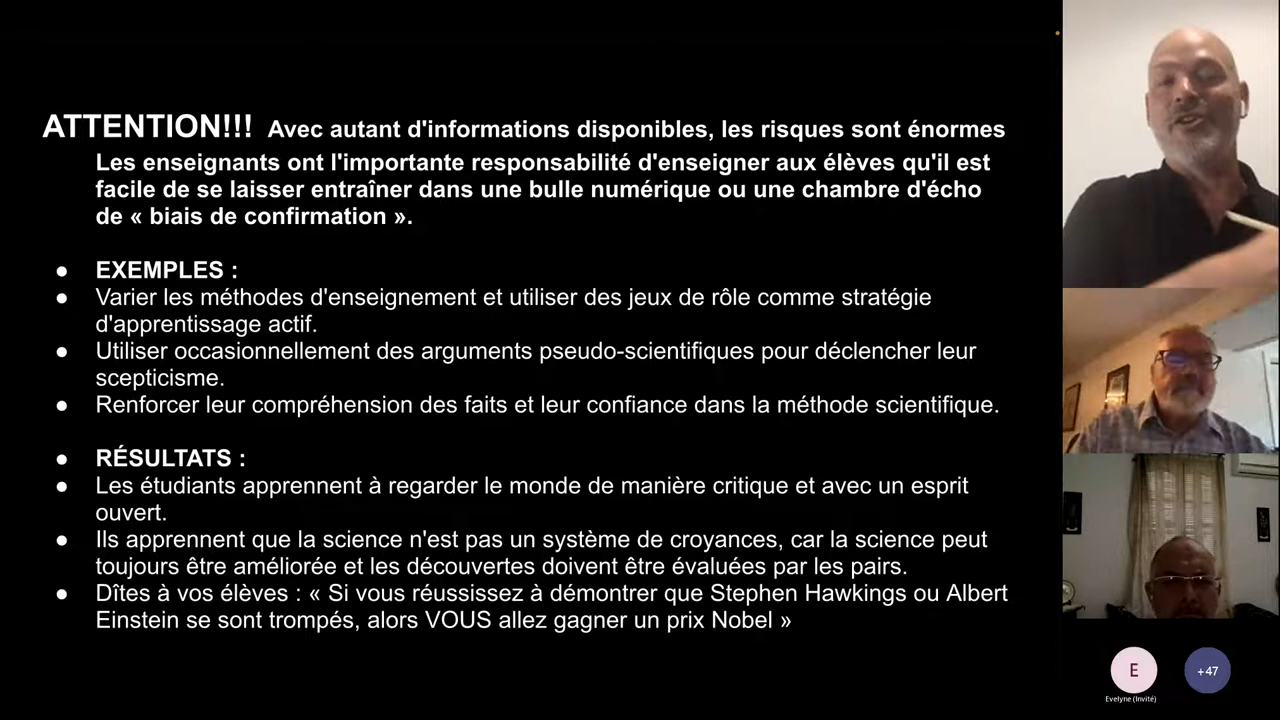 ATTENTION!!! Avec autant d'informations disponibles, les risques sont énormes
Les enseignants ont l'importante responsabilité d'enseigner aux élèves qu'il est
facile de se laisser entraîner dans une bulle numérique ou une chambre d'écho
de « biais de confirmation ».
● EXEMPLES :
● Varier les méthodes d'enseignement et utiliser des jeux de rôle comme stratégie
d'apprentissage actif.
● Utiliser occasionnellement des arguments pseudo-scientifiques pour déclencher leur
scepticisme.
● Renforcer leur compréhension des faits et leur confiance dans la méthode scientifique.
● RÉSULTATS :
● Les étudiants apprennent à regarder le monde de manière critique et avec un esprit
ouvert.
● Ils apprennent que la science n'est pas un système de croyances, car la science peut
toujours être améliorée et les découvertes doivent être évaluées par les pairs.
● Dîtes à vos élèves : « Si vous réussissez à démontrer que Stephen Hawkings ou Albert
Einstein se sont trompés, alors VOUS allez gagner un prix Nobel »
E
+47
Evelyne (Invité)